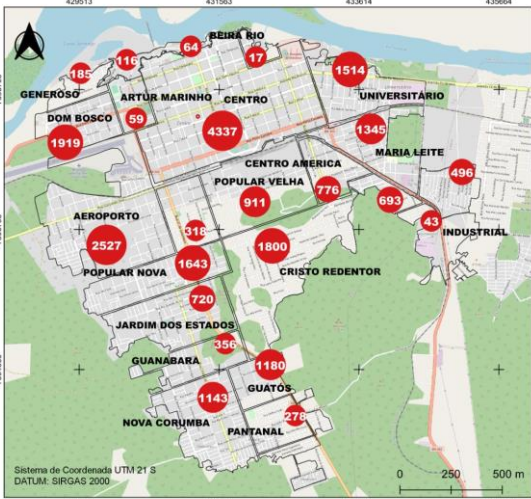 429513 431563 433614 435664
BEIRA RIO
64
116
17
185
1514
GENEROSO
ARTUR MARINHO
CENTRO
UNIVERSITÁRIO
DOM BOSCO
59
4337
1345
1919
MARIA LEITE
CENTRO AMERICA
496
POPULAR VELHA
776
693
911
AEROPORTO
43
318
INDUSTRIAL
2527
1800
1643
POPULAR NOVA
CRISTO REDENTOR
720
JARDIM DOS ESTADOS
356
GUANABARÁ
1180
GUATÓS
1143
278
NOVA CORUMBA
PANTANAL
Sistema de Coordenada UTM 21 S
DATUM: SIRGAS 2000
0 250 500 m